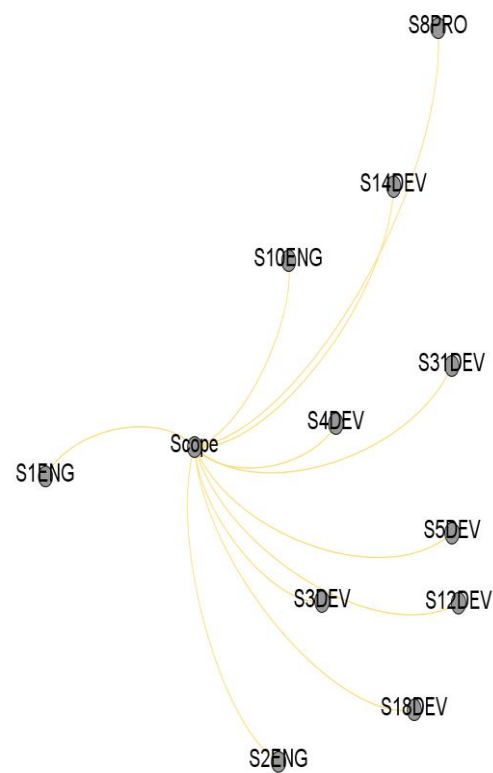 S8PRO
S14DEV
S10ENG
S31DEV
S4DEV
Scope
S1ENG
S5DEV
S3DEV
S12DEV
S18DEV
S2ENG